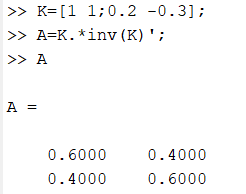 >> K=[1 1;0.2 -0.3];
>> A=K.*inv(K)';
>> A
A =
0.6000 0.4000
0.4000 0.6000